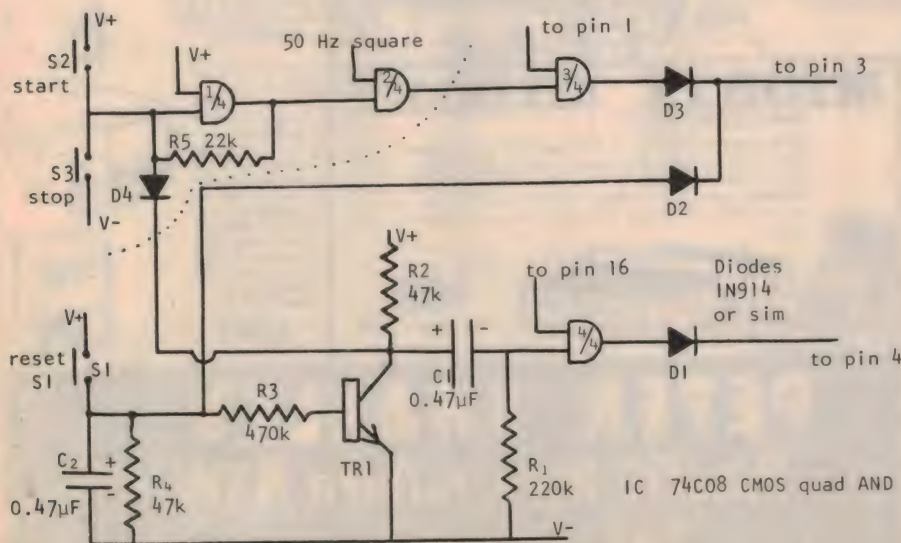 V+
S2
start
V+
1/4
50 Hz square
2/4
to pin 1
3/4
D3
to pin 3
R5 22k
S3
stop
V-
D4
D2
V+
R2
47k
to pin 16
Diodes
1N914
or sim
4/4
D1
to pin 4
V+
reset
S1
S1
+
-
C1
0.47µF
R3
470k
TR1
C2
+
-
0.47µF
R4
47k
R1
220k
IC 74C08 CMOS quad AND
V-